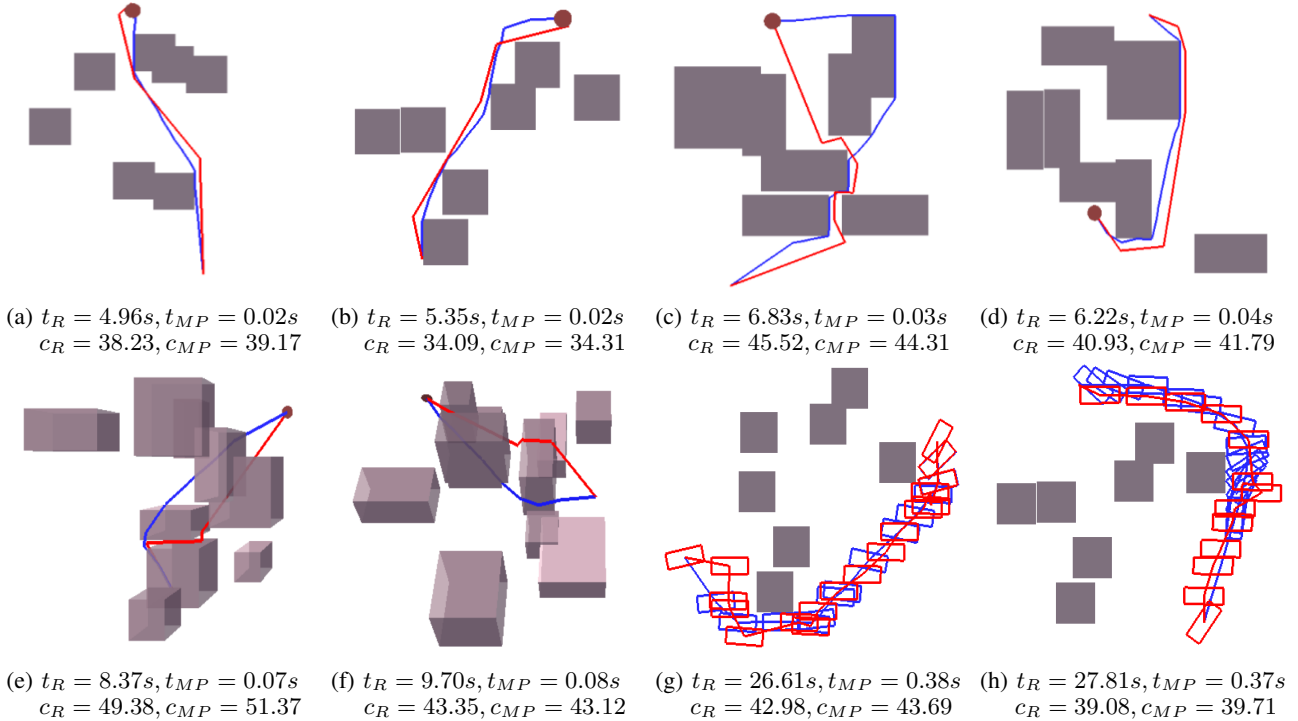 (a) t_R = 4.96s, t_MP = 0.02s
c_R = 38.23, c_MP = 39.17
(b) t_R = 5.35s, t_MP = 0.02s
c_R = 34.09, c_MP = 34.31
(c) t_R = 6.83s, t_MP = 0.03s
c_R = 45.52, c_MP = 44.31
(d) t_R = 6.22s, t_MP = 0.04s
c_R = 40.93, c_MP = 41.79
(e) t_R = 8.37s, t_MP = 0.07s
c_R = 49.38, c_MP = 51.37
(f) t_R = 9.70s, t_MP = 0.08s
c_R = 43.35, c_MP = 43.12
(g) t_R = 26.61s, t_MP = 0.38s
c_R = 42.98, c_MP = 43.69
(h) t_R = 27.81s, t_MP = 0.37s
c_R = 39.08, c_MP = 39.71